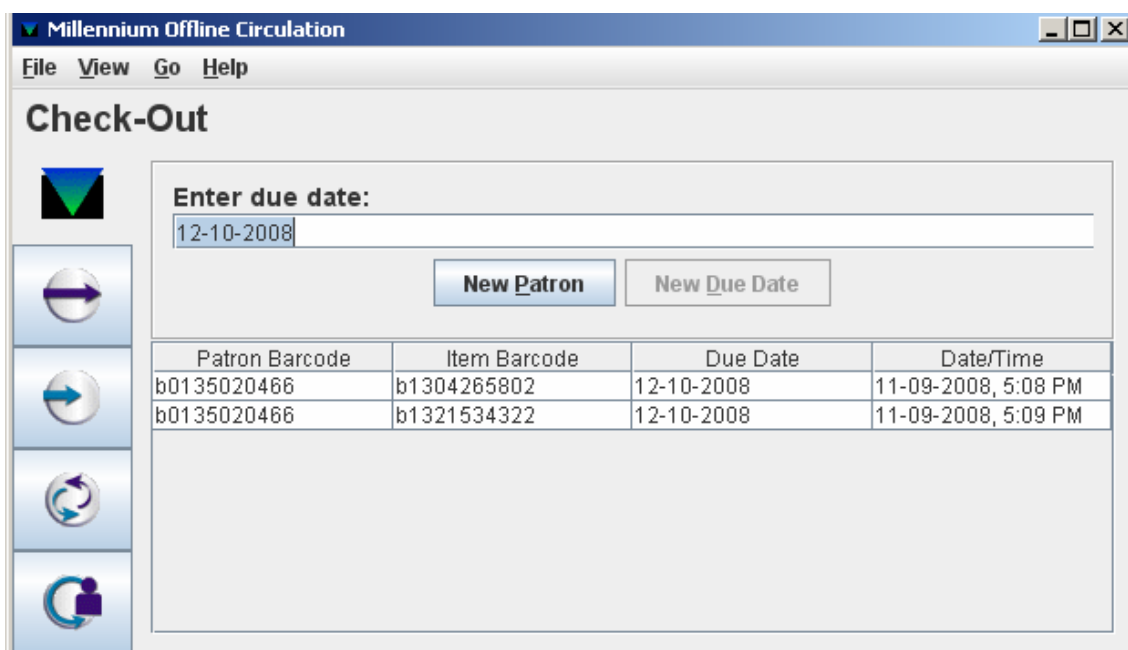 Millennium Offline Circulation
File View Go Help
Check-Out
Enter due date:
12-10-2008
New Patron New Due Date
Patron Barcode Item Barcode Due Date Date/Time
b0135020466 b1304265802 12-10-2008 11-09-2008, 5:08 PM
b0135020466 b1321534322 12-10-2008 11-09-2008, 5:09 PM